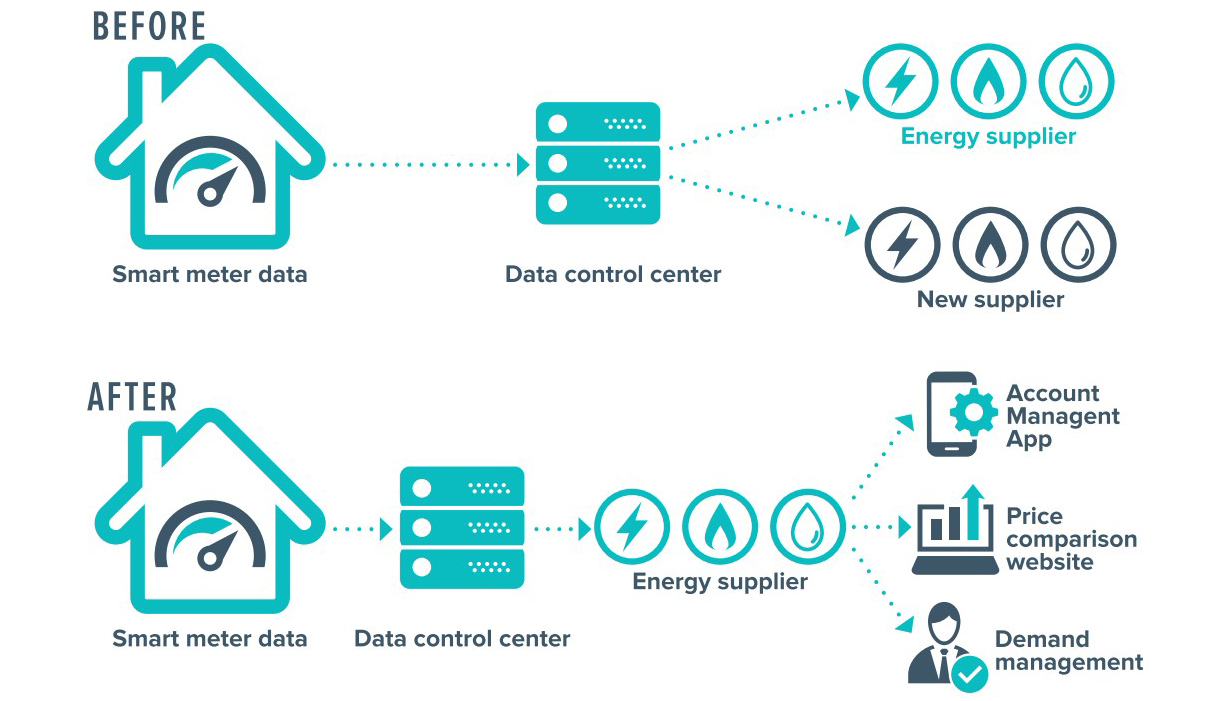 BEFORE
Energy supplier
Smart meter data
Data control center
New supplier
AFTER
Account
Managent
App
Price
comparison
website
Energy supplier
Smart meter data
Data control center
Demand
management